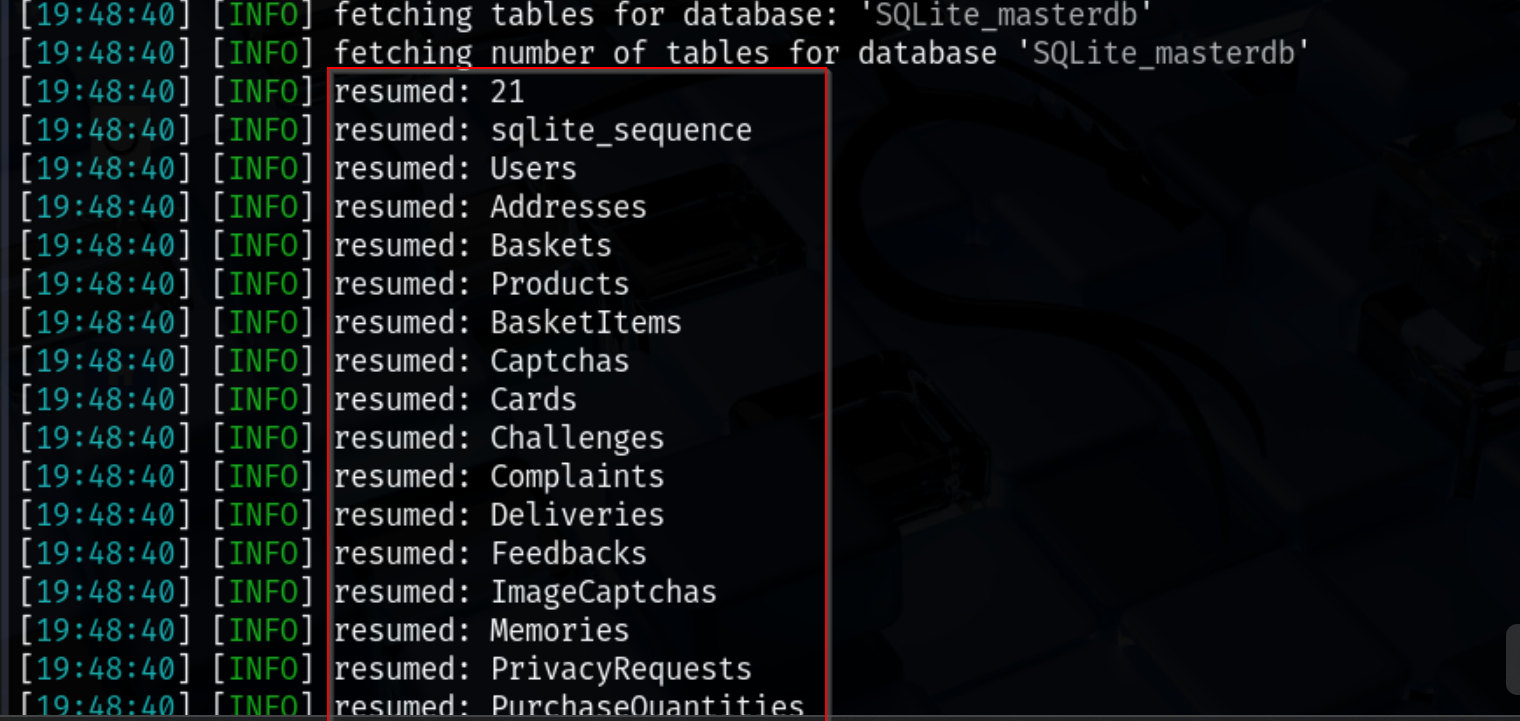 [19:48:40] [INFO] fetching tables for database: 'SQLite_masterdb'
[19:48:40] [INFO] fetching number of tables for database 'SQLite_masterdb'
[19:48:40] [INFO] resumed: 21
[19:48:40] [INFO] resumed: sqlite_sequence
[19:48:40] [INFO] resumed: Users
[19:48:40] [INFO] resumed: Addresses
[19:48:40] [INFO] resumed: Baskets
[19:48:40] [INFO] resumed: Products
[19:48:40] [INFO] resumed: BasketItems
[19:48:40] [INFO] resumed: Captchas
[19:48:40] [INFO] resumed: Cards
[19:48:40] [INFO] resumed: Challenges
[19:48:40] [INFO] resumed: Complaints
[19:48:40] [INFO] resumed: Deliveries
[19:48:40] [INFO] resumed: Feedbacks
[19:48:40] [INFO] resumed: ImageCaptchas
[19:48:40] [INFO] resumed: Memories
[19:48:40] [INFO] resumed: PrivacyRequests
[19:48:40] [INFO] resumed: PurchaseQuantities